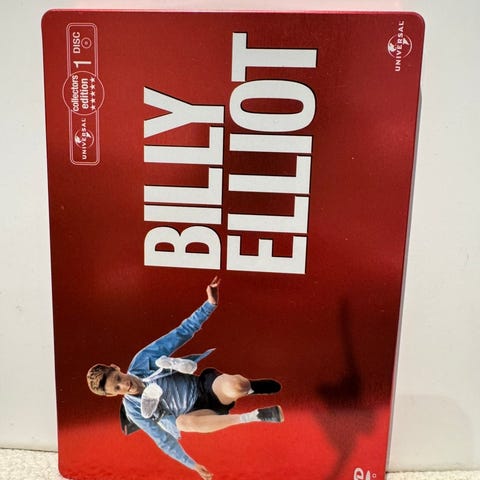 UNIVERSAL
collectors'
edition
1
DISC
BILLY
ELLIOT
UNIVERSAL